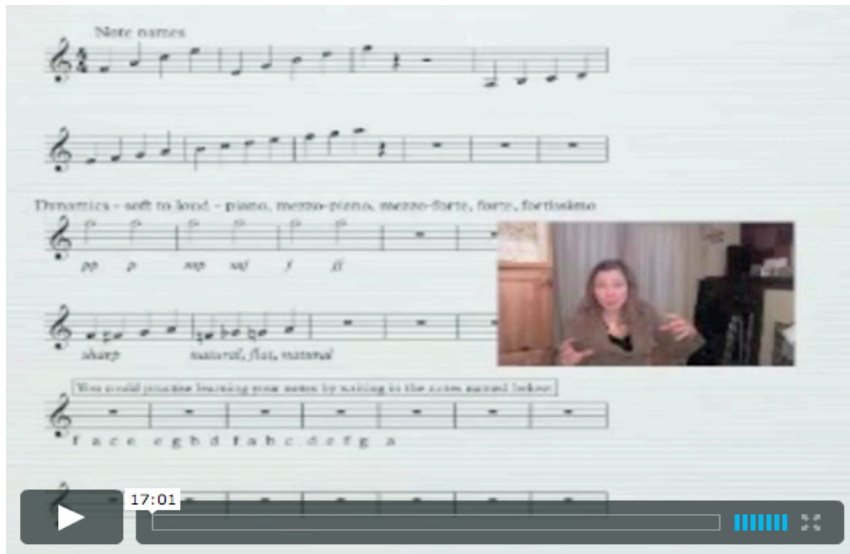 Note names
Dynamics - soft to loud - piano, mezzo-piano, mezzo-forte, forte, fortissimo
pp p mp mf f ff
sharp natural, flat, natural
You could practise learning your notes by writing in the notes named below
f a c e e g b d f a b c d e f g a
17:01